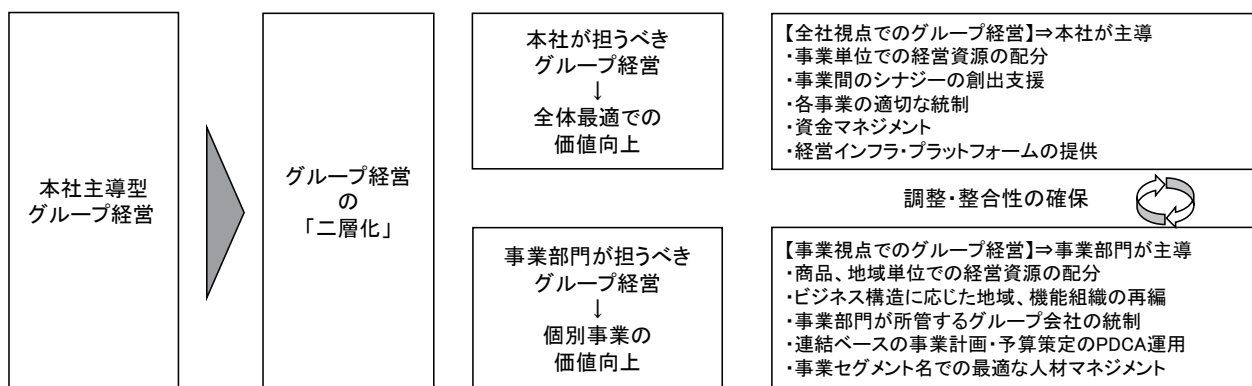 本社主導型
グループ経営
グループ経営
の
「二層化」
本社が担うべき
グループ経営
↓
全体最適での
価値向上
事業部門が担うべき
グループ経営
↓
個別事業の
価値向上
【全社視点でのグループ経営】⇒本社が主導
・事業単位での経営資源の配分
・事業間のシナジーの創出支援
・各事業の適切な統制
・資金マネジメント
・経営インフラ・プラットフォームの提供
調整・整合性の確保
【事業視点でのグループ経営】⇒事業部門が主導
・商品、地域単位での経営資源の配分
・ビジネス構造に応じた地域、機能組織の再編
・事業部門が所管するグループ会社の統制
・連結ベースの事業計画・予算策定のPDCA運用
・事業セグメント名での最適な人材マネジメント